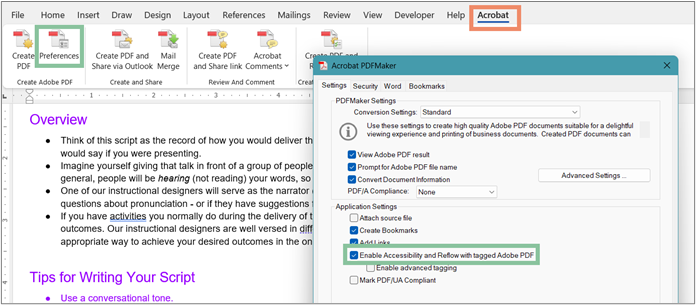 File Home Insert Draw Design Layout References Mailings Review View Developer Help Acrobat
Create PDF
Preferences
Create PDF and Share via Outlook
Mail Merge
Create PDF and Share link
Acrobat Comments
Create Adobe PDF
Create and Share
Review And Comment
1 2 3
Overview
• Think of this script as the record of how you would deliver th
would say if you were presenting.
• Imagine yourself giving that talk in front of a group of people
general, people will be hearing (not reading) your words, so
• One of our instructional designers will serve as the narrator
questions about pronunciation - or if they have suggestions
• If you have activities you normally do during the delivery of t
outcomes. Our instructional designers are well versed in diff
appropriate way to achieve your desired outcomes in the on
Tips for Writing Your Script
• Use a conversational tone.
Acrobat PDFMaker
Settings Security Word Bookmarks
PDFMaker Settings
Conversion Settings: Standard
Use these settings to create high quality Adobe PDF documents suitable for a delightful
viewing experience and printing of business documents. Created PDF documents can
View Adobe PDF result
Prompt for Adobe PDF file name
Convert Document Information
PDF/A Compliance: None
Advanced Settings ...
Application Settings
Attach source file
Create Bookmarks
Add Links
Enable Accessibility and Reflow with tagged Adobe PDF
Enable advanced tagging
Mark PDF/UA Compliant